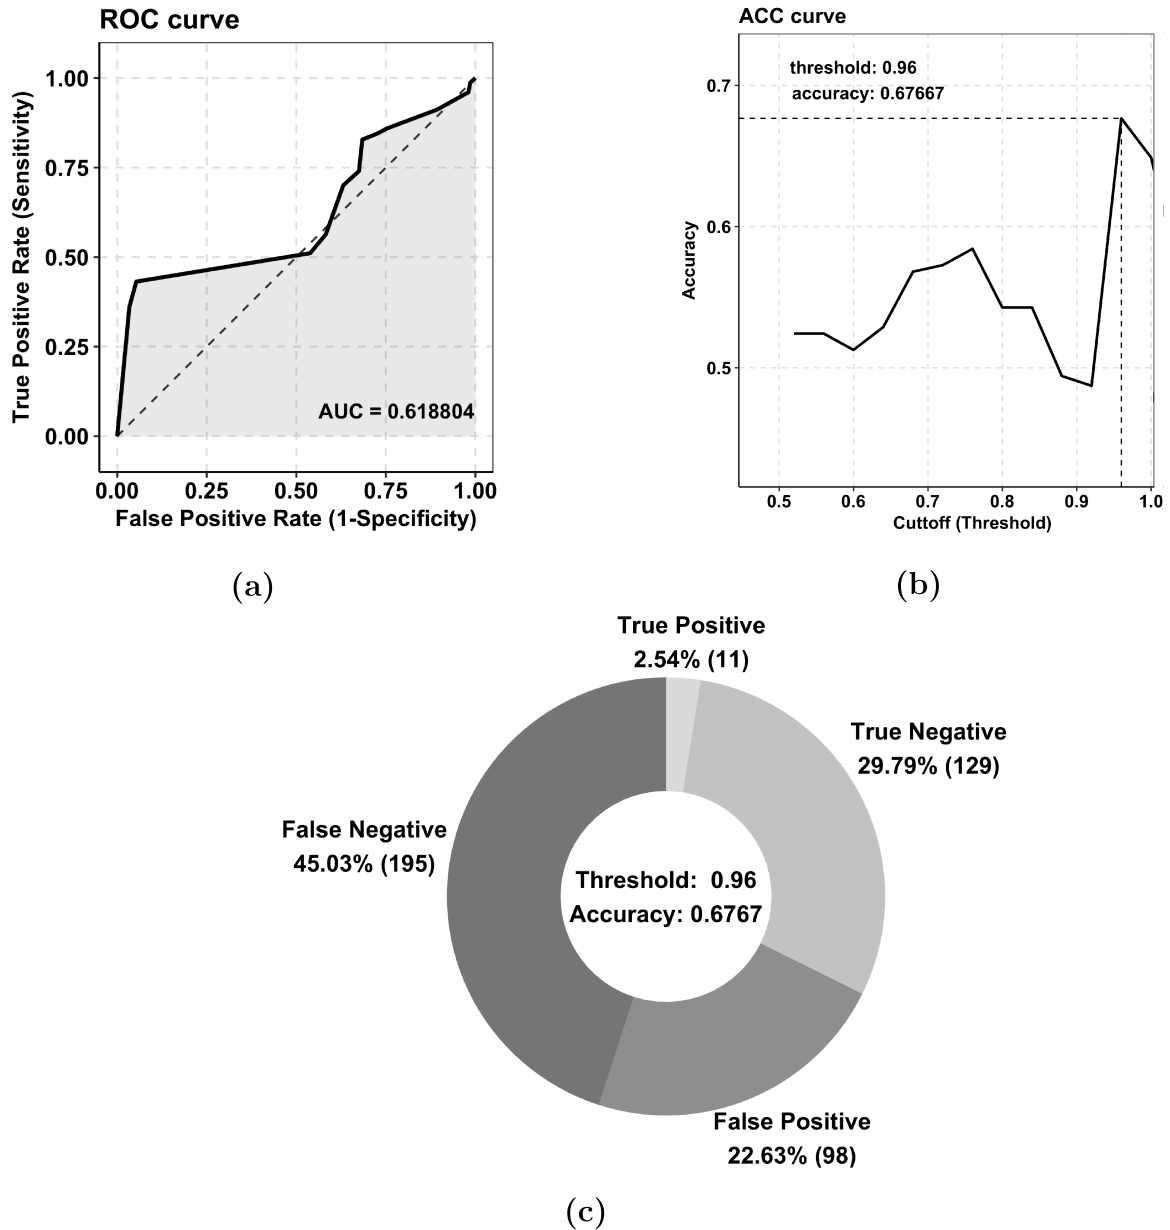 ROC curve
True Positive Rate (Sensitivity)
1.00
0.75
0.50
0.25
0.00
AUC = 0.618804
0.00 0.25 0.50 0.75 1.00
False Positive Rate (1-Specificity)
(a)
ACC curve
threshold: 0.96
accuracy: 0.67667
Accuracy
0.7
0.6
0.5
0.5 0.6 0.7 0.8 0.9 1.0
Cuttoff (Threshold)
(b)
True Positive
2.54% (11)
True Negative
29.79% (129)
False Negative
45.03% (195)
Threshold: 0.96
Accuracy: 0.6767
False Positive
22.63% (98)
(c)